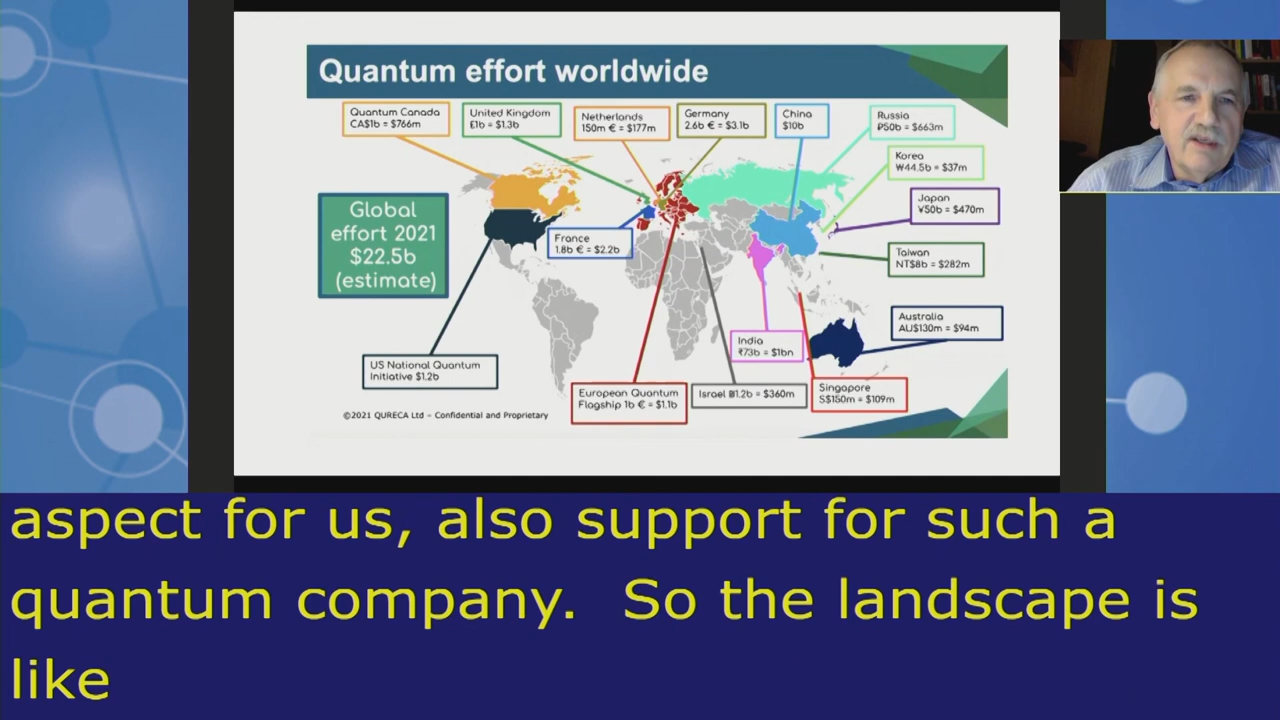 Quantum effort worldwide
Quantum Canada
CA$1b = $766m
United Kingdom
£1b = $1.3b
Netherlands
150m € = $177m
Germany
2.6b € = $3.1b
China
$10b
Russia
₽50b = $663m
Korea
₩44.5b = $37m
Japan
¥50b = $470m
Global
effort 2021
$22.5b
(estimate)
France
1.8b € = $2.2b
Taiwan
NT$8b = $282m
Australia
AU$130m = $94m
India
₹73b = $1bn
US National Quantum
Initiative $1.2b
European Quantum
Flagship 1b € = $1.1b
Israel ₪1.2b = $360m
Singapore
S$150m = $109m
©2021 QURECA Ltd – Confidential and Proprietary
aspect for us, also support for such a
quantum company. So the landscape is
like